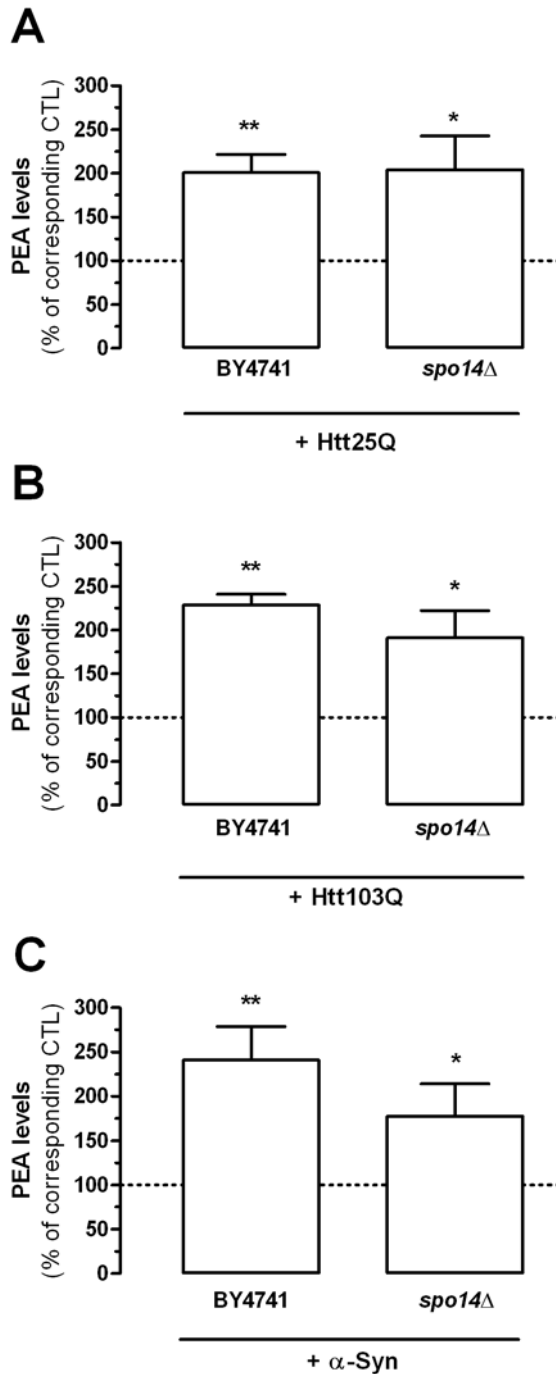 A
PEA levels
(% of corresponding CTL)
300
250
200
150
100
50
0
**
*
BY4741
spo14Δ
+ Htt25Q
B
PEA levels
(% of corresponding CTL)
300
250
200
150
100
50
0
**
*
BY4741
spo14Δ
+ Htt103Q
C
PEA levels
(% of corresponding CTL)
300
250
200
150
100
50
0
**
*
BY4741
spo14Δ
+ α-Syn